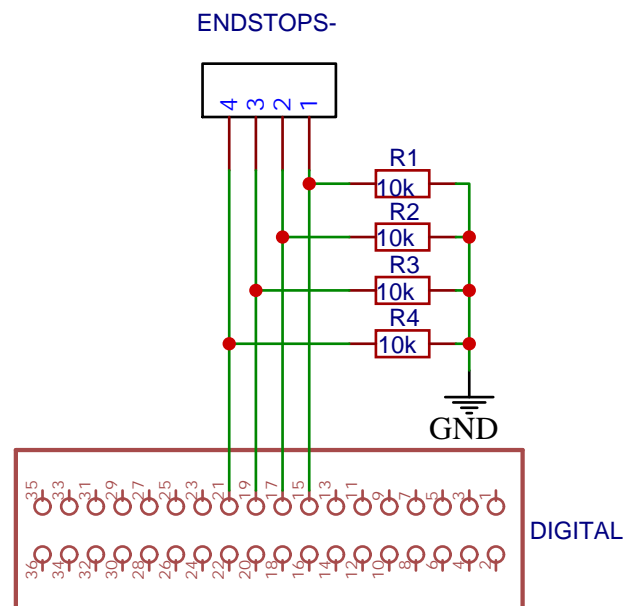 ENDSTOPS-
4 3 2 1
R1
10k
R2
10k
R3
10k
R4
10k
GND
35 33 31 29 27 25 23 21 19 17 15 13 11 9 7 5 3 1
DIGITAL
36 34 32 30 28 26 24 22 20 18 16 14 12 10 8 6 4 2